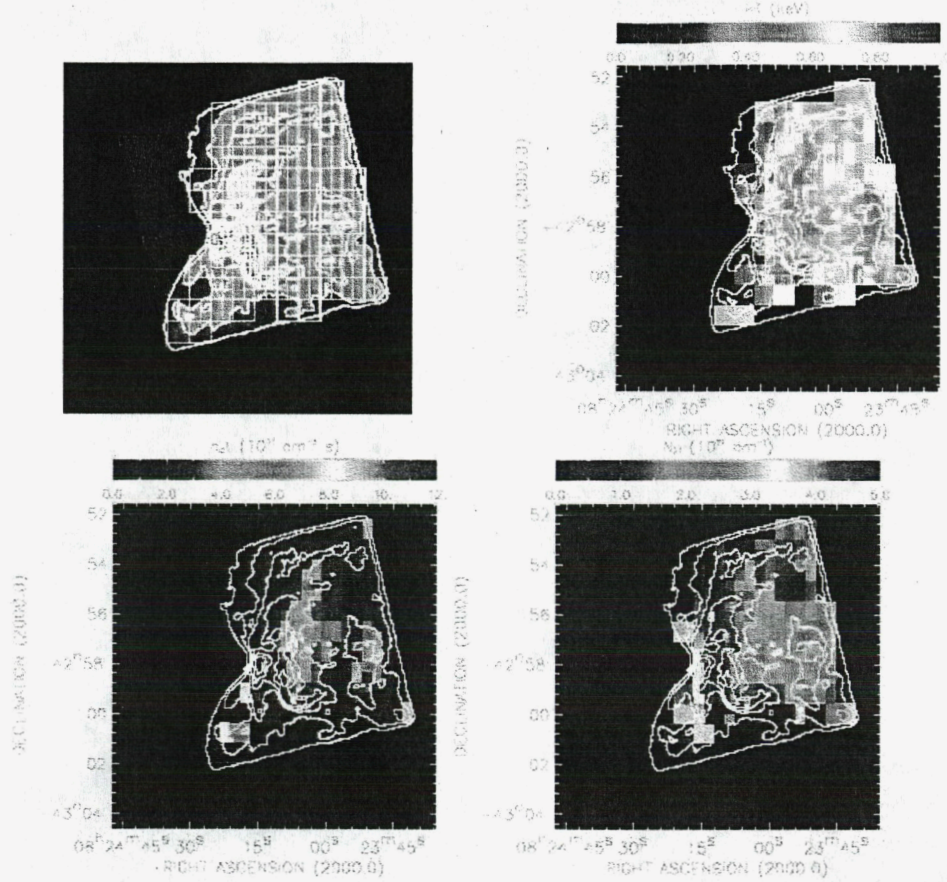 kT (keV)
0.0 0.20 0.40 0.60 0.80
52
54
56
-42°58
00
02
-43°04
DECLINATION (2000.0)
08ʰ24ᵐ45ˢ 30ˢ 15ˢ 00ˢ 23ᵐ45ˢ
RIGHT ASCENSION (2000.0)
0.0 2.0 4.0 6.0 8.0 10. 12.
52
54
56
-42°58
00
02
-43°04
DECLINATION (2000.0)
08ʰ24ᵐ45ˢ 30ˢ 15ˢ 00ˢ 23ᵐ45ˢ
RIGHT ASCENSION (2000.0)
0.0 1.0 2.0 3.0 4.0 5.0
52
54
56
-42°58
00
02
-43°04
DECLINATION (2000.0)
08ʰ24ᵐ45ˢ 30ˢ 15ˢ 00ˢ 23ᵐ45ˢ
RIGHT ASCENSION (2000.0)